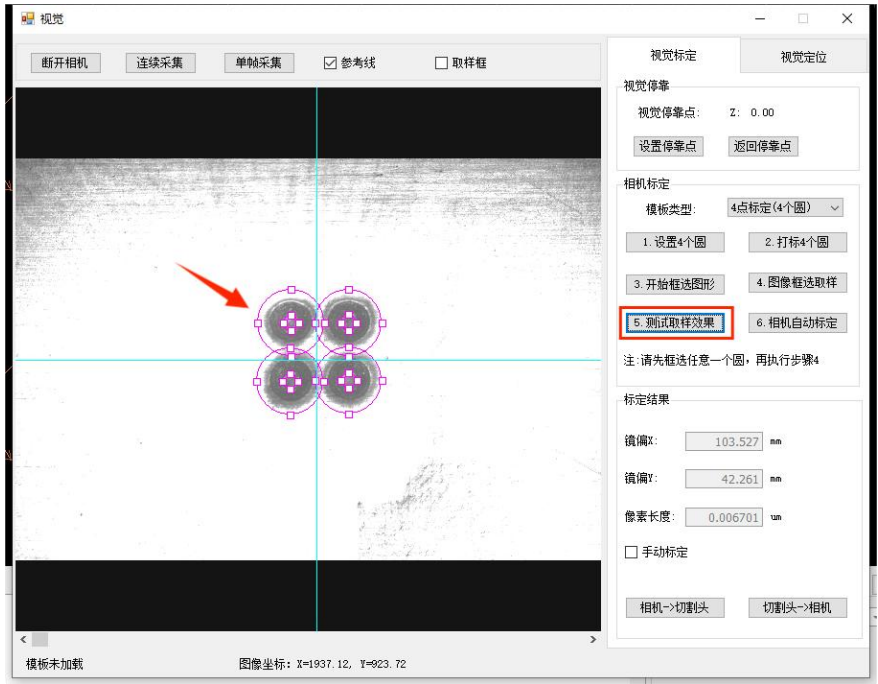 视觉
断开相机 连续采集 单帧采集 参考线 取样框
视觉标定 视觉定位
视觉停靠
视觉停靠点: Z: 0.00
设置停靠点 返回停靠点
相机标定
模板类型: 4点标定(4个圆)
1.设置4个圆 2.打标4个圆
3.开始框选图形 4.图像框选取样
5.测试取样效果 6.相机自动标定
注:请先框选任意一个圆，再执行步骤4
标定结果
镜偏X: 103.527 mm
镜偏Y: 42.261 mm
像素长度: 0.006701 um
手动标定
相机->切割头 切割头->相机
模板未加载 图像坐标: X=1937.12, Y=923.72